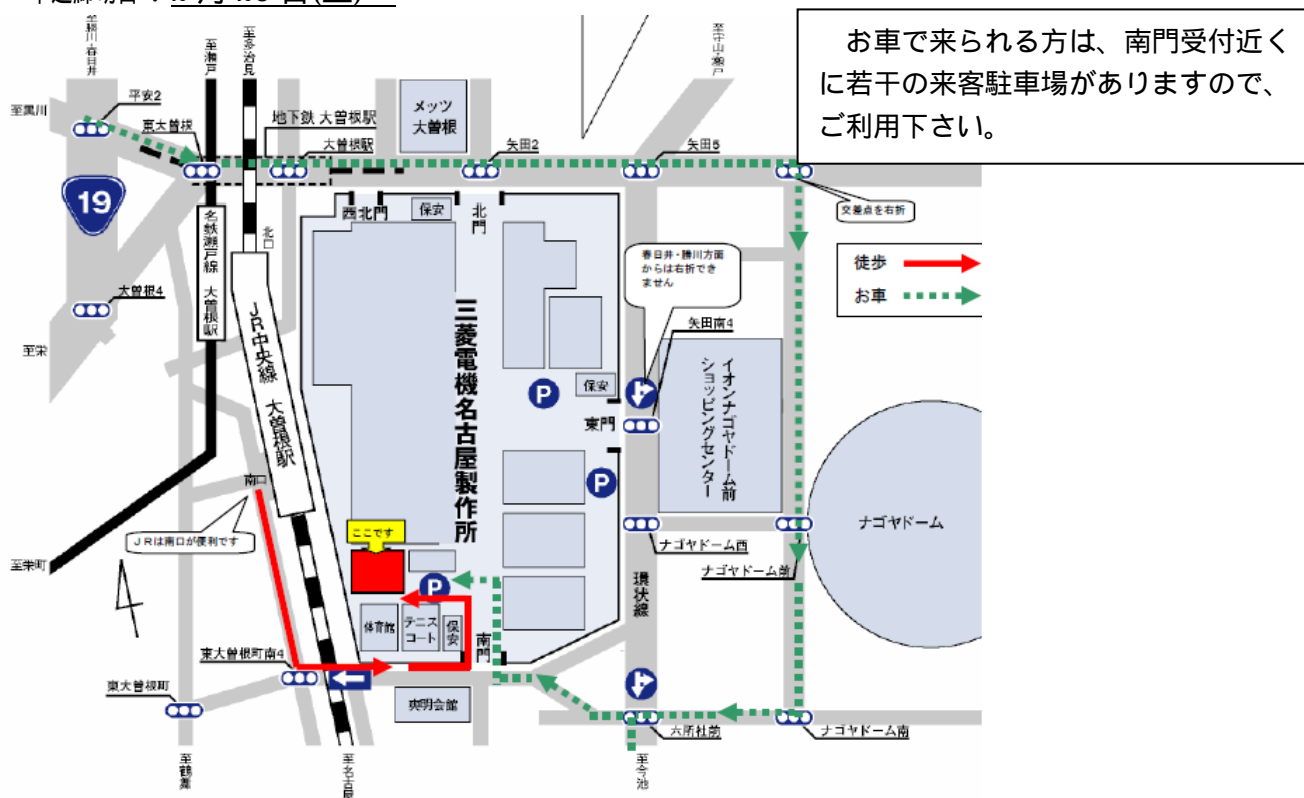 お車で来られる方は、南門受付近く
に若干の来客駐車場がありますので、
ご利用下さい。
至勝川・春日井
至瀬戸
至多治見
至守山・瀬戸
至黒川
平安2
東大曽根
地下鉄 大曽根駅
大曽根駅
メッツ
大曽根
矢田2
矢田5
19
名鉄瀬戸線 大曽根駅
北口
西北門
保安
北門
交差点を右折
春日井・勝川方面
からは右折でき
ません
徒歩
お車
大曽根4
至栄
JR中央線 大曽根駅
三菱電機名古屋製作所
矢田南4
P
保安
東門
イオンナゴヤドーム前
ショッピングセンター
南口
P
JRは南口が便利です
ここです
ナゴヤドーム西
ナゴヤドーム
ナゴヤドーム前
至栄町
P
環状線
体育館
テニス
コート
保安
南門
東大曽根町南4
東大曽根町
爽明会館
六所社前
ナゴヤドーム南
至鶴舞
至名古屋
至今池